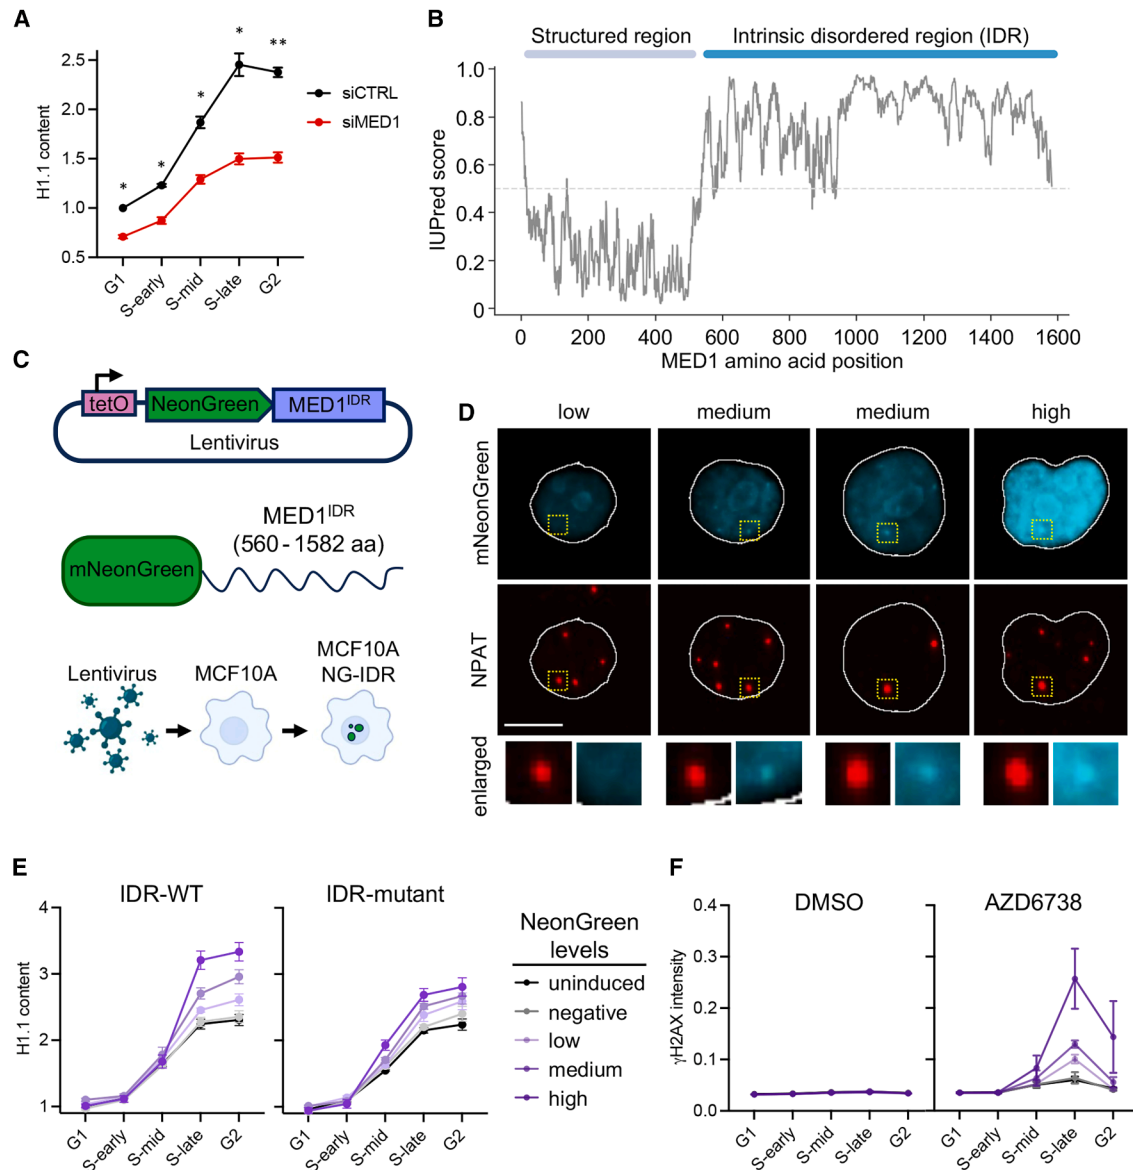 A
2.5
2.0
1.5
1.0
0.5
H1.1 content
* * * * **
siCTRL
siMED1
G1 S-early S-mid S-late G2
B
Structured region Intrinsic disordered region (IDR)
1.0
0.8
0.6
0.4
0.2
0
IUPred score
0 200 400 600 800 1000 1200 1400 1600
MED1 amino acid position
C
tetO NeonGreen MED1IDR
Lentivirus
MED1IDR
(560-1582 aa)
mNeonGreen
Lentivirus MCF10A MCF10A
NG-IDR
D
low medium medium high
mNeonGreen
NPAT
enlarged
E
IDR-WT IDR-mutant
4
3
2
1
H1.1 content
G1 S-early S-mid S-late G2
G1 S-early S-mid S-late G2
NeonGreen
levels
uninduced
negative
low
medium
high
F
DMSO AZD6738
0.4
0.3
0.2
0.1
0.0
γH2AX intensity
G1 S-early S-mid S-late G2
G1 S-early S-mid S-late G2